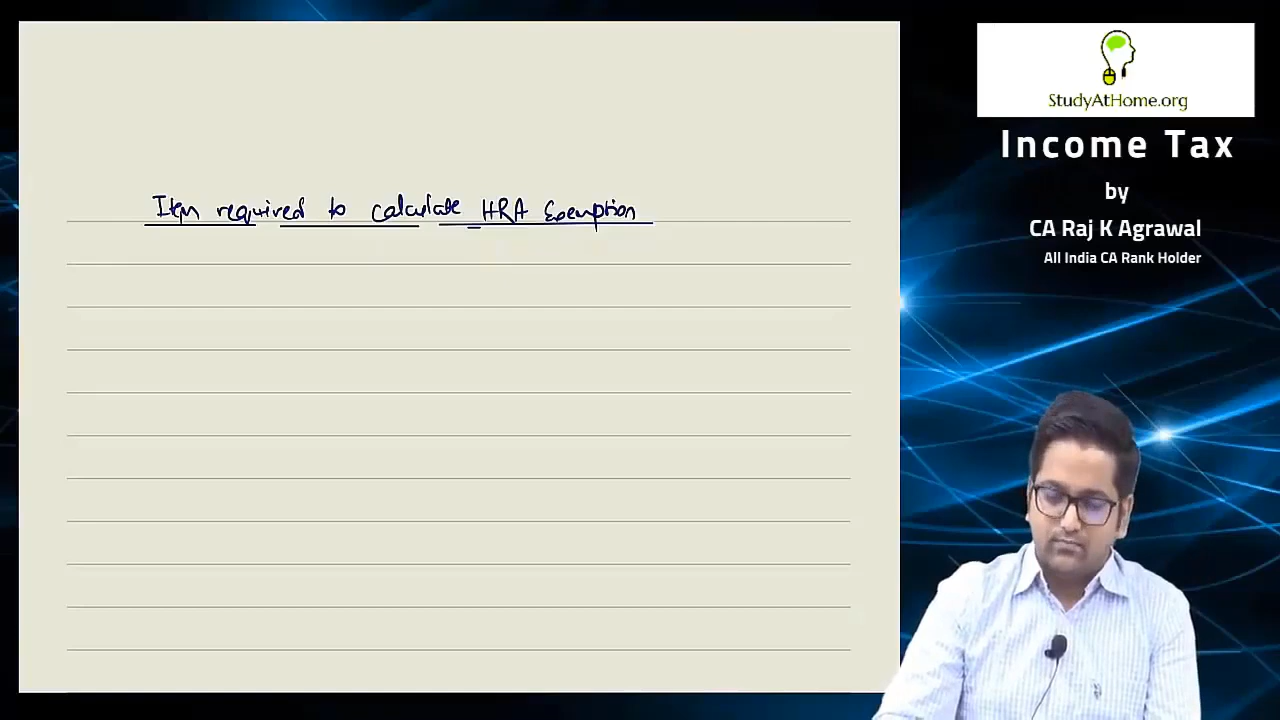 Item required to calculate HRA Exemption
StudyAtHome.org
Income Tax
by
CA Raj K Agrawal
All India CA Rank Holder